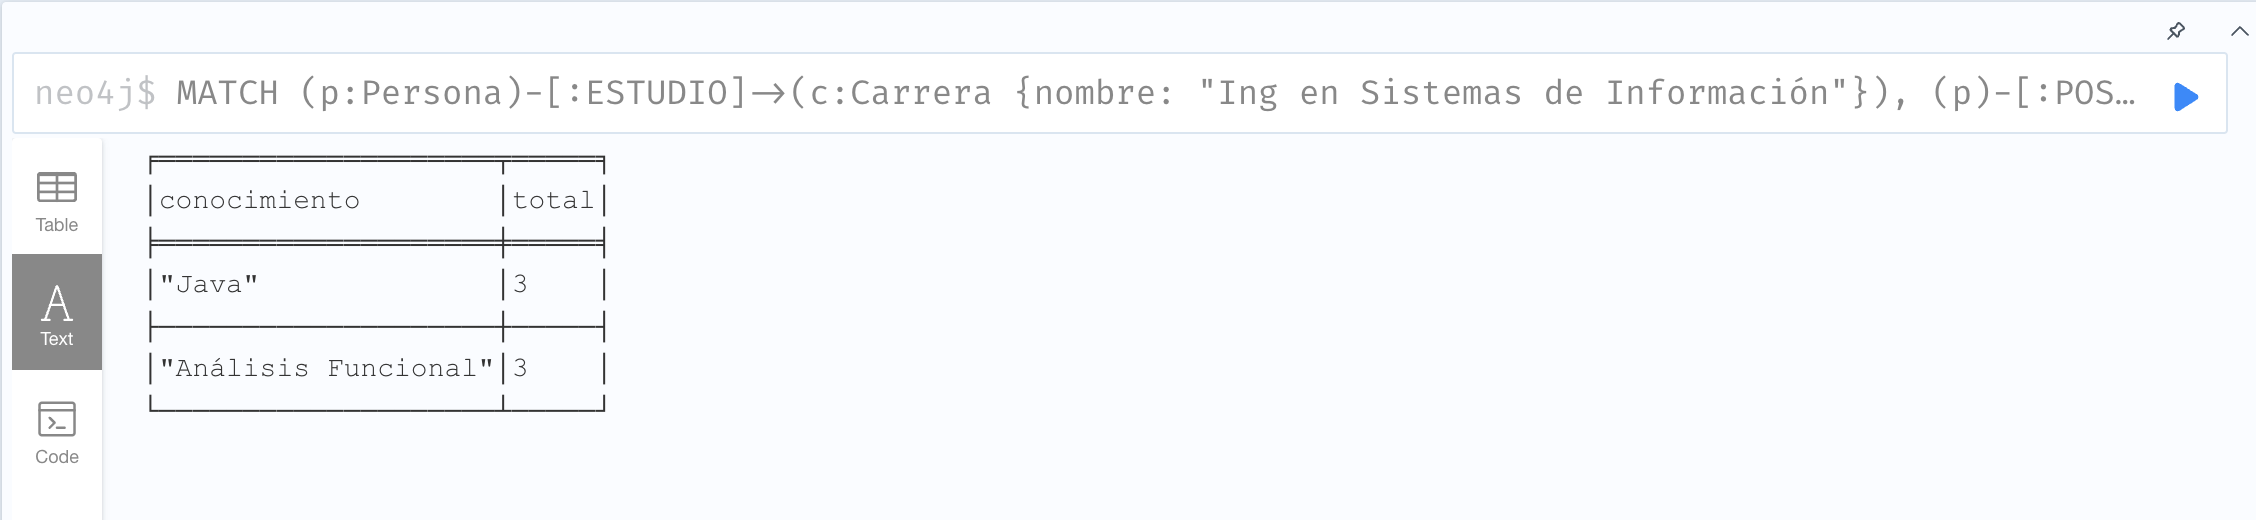 neo4j$ MATCH (p:Persona)-[:ESTUDIO]→(c:Carrera {nombre: "Ing en Sistemas de Información"}), (p)-[:POS…
Table
conocimiento total
"Java" 3
Text
"Análisis Funcional" 3
Code